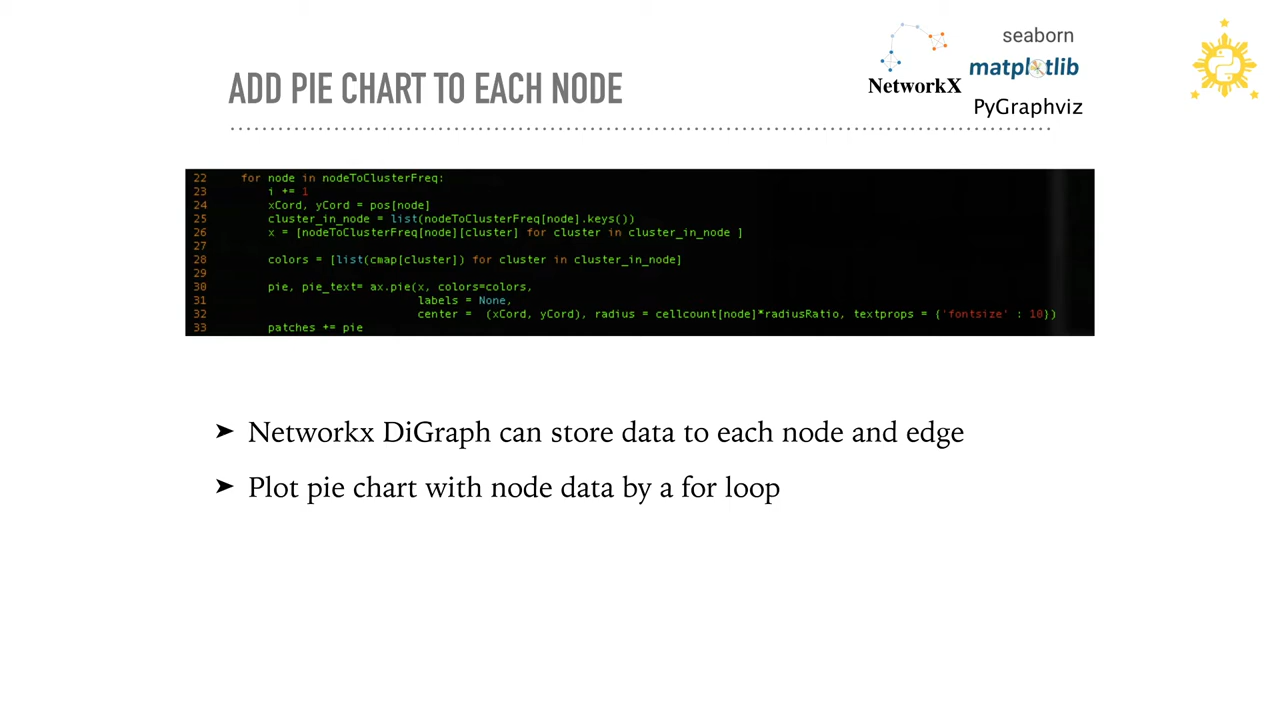 NetworkX
seaborn
matplotlib
PyGraphviz
ADD PIE CHART TO EACH NODE
22 for node in nodeToClusterFreq:
23 i += 1
24 xCord, yCord = pos[node]
25 cluster_in_node = list(nodeToClusterFreq[node].keys())
26 x = [nodeToClusterFreq[node][cluster] for cluster in cluster_in_node ]
27
28 colors = [list(cmap[cluster]) for cluster in cluster_in_node]
29
30 pie, pie_text= ax.pie(x, colors=colors,
31 labels = None,
32 center = (xCord, yCord), radius = cellcount[node]*radiusRatio, textprops = {'fontsize' : 10})
33 patches += pie
➤ Networkx DiGraph can store data to each node and edge
➤ Plot pie chart with node data by a for loop